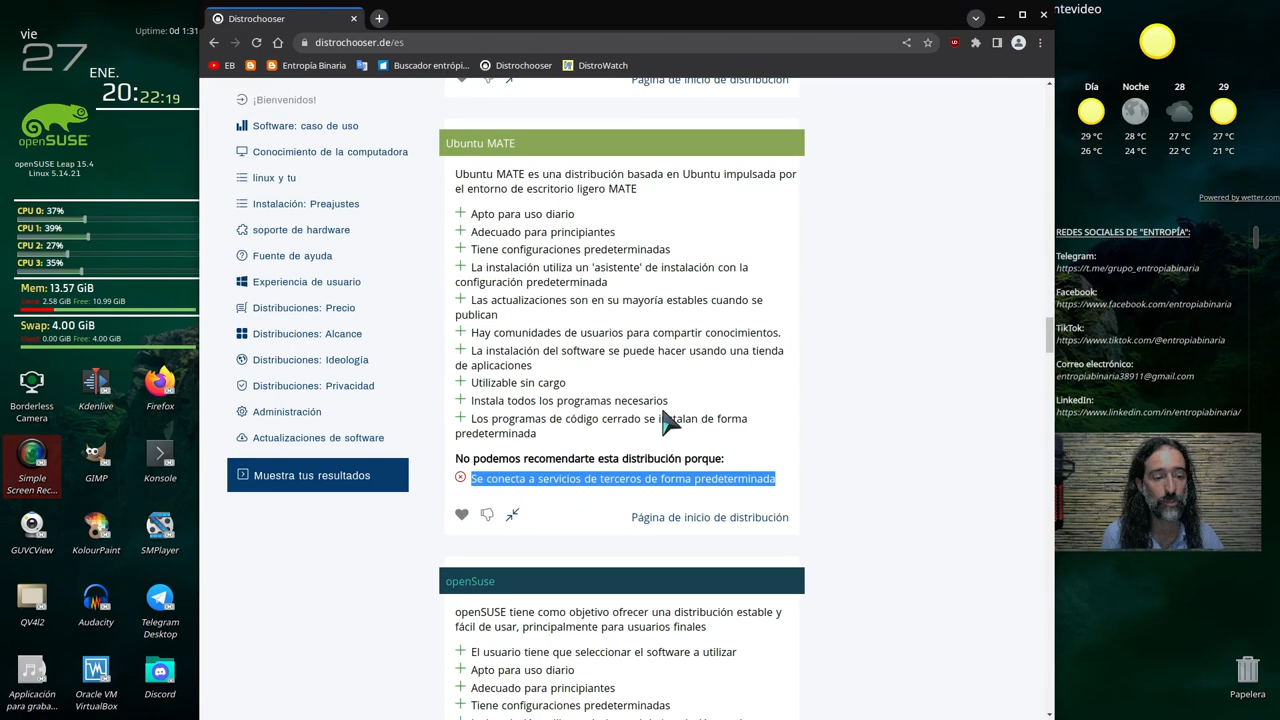 vie
27
ENE.
20:22:19
Uptime: 0d 1:31
openSUSE
openSUSE Leap 15.4
Linux 5.14.21
CPU 0: 37%
CPU 1: 39%
CPU 2: 27%
CPU 3: 35%
Mem: 13.57 GiB
Used: 2.58 GiB Free: 10.99 GiB
Swap: 4.00 GiB
Used: 0.00 GiB Free: 4.00 GiB
Borderless
Camera
Kdenlive
Firefox
Simple
Screen Rec...
GIMP
Konsole
GUVCView
KolourPaint
SMPlayer
QV4l2
Audacity
Telegram
Desktop
Aplicación
para graba...
Oracle VM
VirtualBox
Discord
Distrochooser
distrochooser.de/es
EB
Entropía Binaria
Buscador entrópi...
Distrochooser
DistroWatch
¡Bienvenidos!
Software: caso de uso
Conocimiento de la computadora
linux y tu
Instalación: Preajustes
soporte de hardware
Fuente de ayuda
Experiencia de usuario
Distribuciones: Precio
Distribuciones: Alcance
Distribuciones: Ideología
Distribuciones: Privacidad
Administración
Actualizaciones de software
Muestra tus resultados
Página de inicio de distribución
Ubuntu MATE
Ubuntu MATE es una distribución basada en Ubuntu impulsada por
el entorno de escritorio ligero MATE
Apto para uso diario
Adecuado para principiantes
Tiene configuraciones predeterminadas
La instalación utiliza un 'asistente' de instalación con la
configuración predeterminada
Las actualizaciones son en su mayoría estables cuando se
publican
Hay comunidades de usuarios para compartir conocimientos.
La instalación del software se puede hacer usando una tienda
de aplicaciones
Utilizable sin cargo
Instala todos los programas necesarios
Los programas de código cerrado se instalan de forma
predeterminada
No podemos recomendarte esta distribución porque:
Se conecta a servicios de terceros de forma predeterminada
Página de inicio de distribución
openSuse
openSUSE tiene como objetivo ofrecer una distribución estable y
fácil de usar, principalmente para usuarios finales
El usuario tiene que seleccionar el software a utilizar
Apto para uso diario
Adecuado para principiantes
Tiene configuraciones predeterminadas
ntevideo
Día
Noche
28
29
29 °C
28 °C
27 °C
27 °C
26 °C
24 °C
22 °C
21 °C
Powered by wetter.com
REDES SOCIALES DE "ENTROPÍA":
Telegram:
https://t.me/grupo_entropiabinaria
Facebook:
https://www.facebook.com/entropiabinaria
TikTok:
https://www.tiktok.com/@entropiabinaria
Correo electrónico:
entropiabinaria38911@gmail.com
LinkedIn:
https://www.linkedin.com/in/entropiabinaria/
Papelera